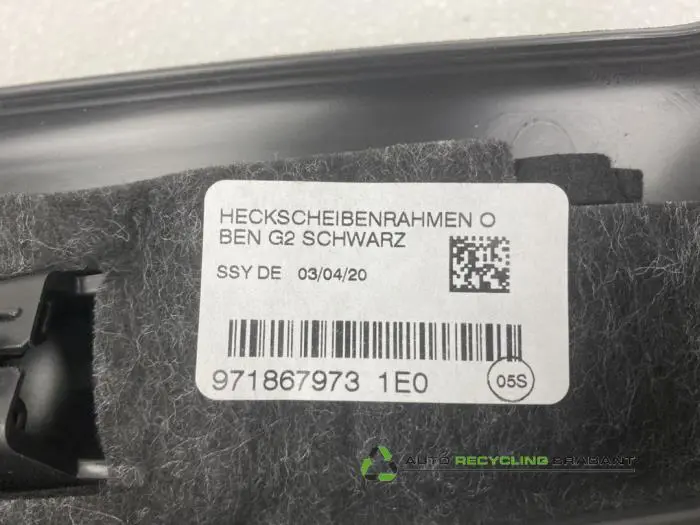 HECKSCHEIBENRAHMEN O
BEN G2 SCHWARZ
SSY DE 03/04/20
971867973 1E0
05S
AUTO RECYCLING BRABANT